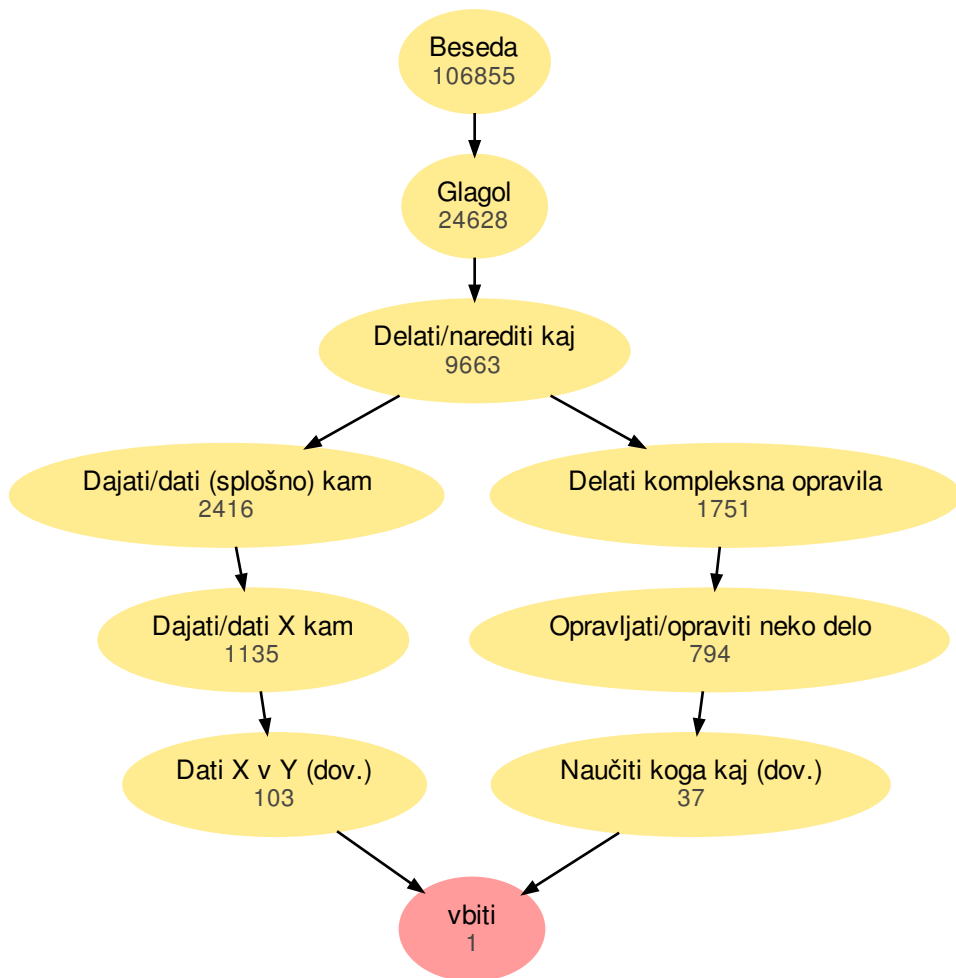 Beseda
106855
Glagol
24628
Delati/narediti kaj
9663
Dajati/dati (splošno) kam
2416
Delati kompleksna opravila
1751
Dajati/dati X kam
1135
Opravljati/opraviti neko delo
794
Dati X v Y (dov.)
103
Naučiti koga kaj (dov.)
37
vbiti
1